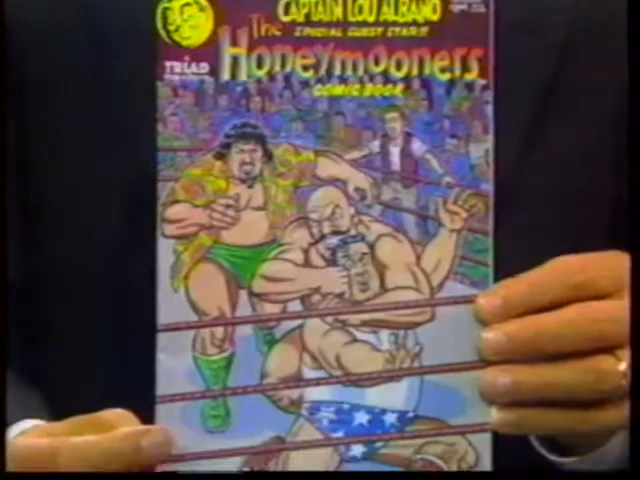 CAPTAIN LOU ALBANO
SPECIAL GUEST STAR!!
The
Honeymooners
COMIC BOOK
TRIAD